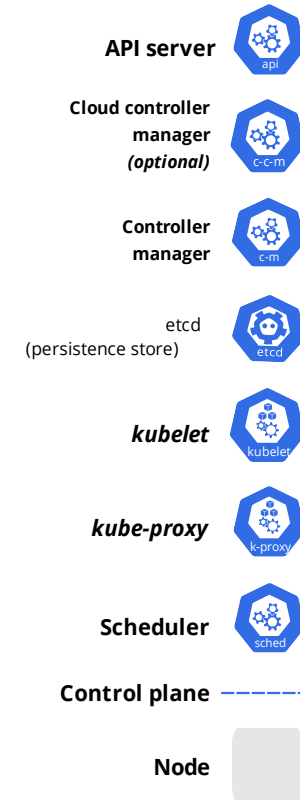 API server
api
Cloud controller
manager
(optional)
c-c-m
Controller
manager
c-m
etcd
(persistence store)
etcd
kubelet
kubelet
kube-proxy
k-proxy
Scheduler
sched
Control plane
Node